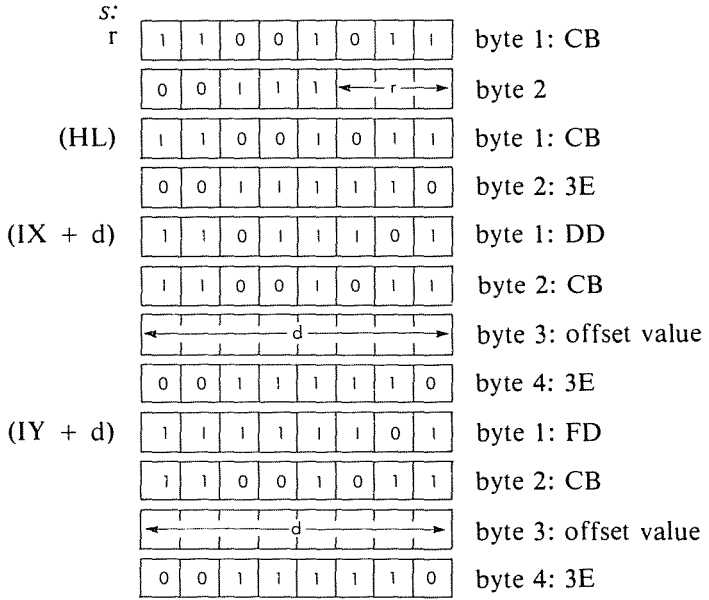 s:
r 1 1 0 0 1 0 1 1 byte 1: CB
0 0 1 1 1 r byte 2
(HL) 1 1 0 0 1 0 1 1 byte 1: CB
0 0 1 1 1 1 1 0 byte 2: 3E
(IX + d) 1 1 0 1 1 1 0 1 byte 1: DD
1 1 0 0 1 0 1 1 byte 2: CB
d byte 3: offset value
0 0 1 1 1 1 1 0 byte 4: 3E
(IY + d) 1 1 1 1 1 1 0 1 byte 1: FD
1 1 0 0 1 0 1 1 byte 2: CB
d byte 3: offset value
0 0 1 1 1 1 1 0 byte 4: 3E